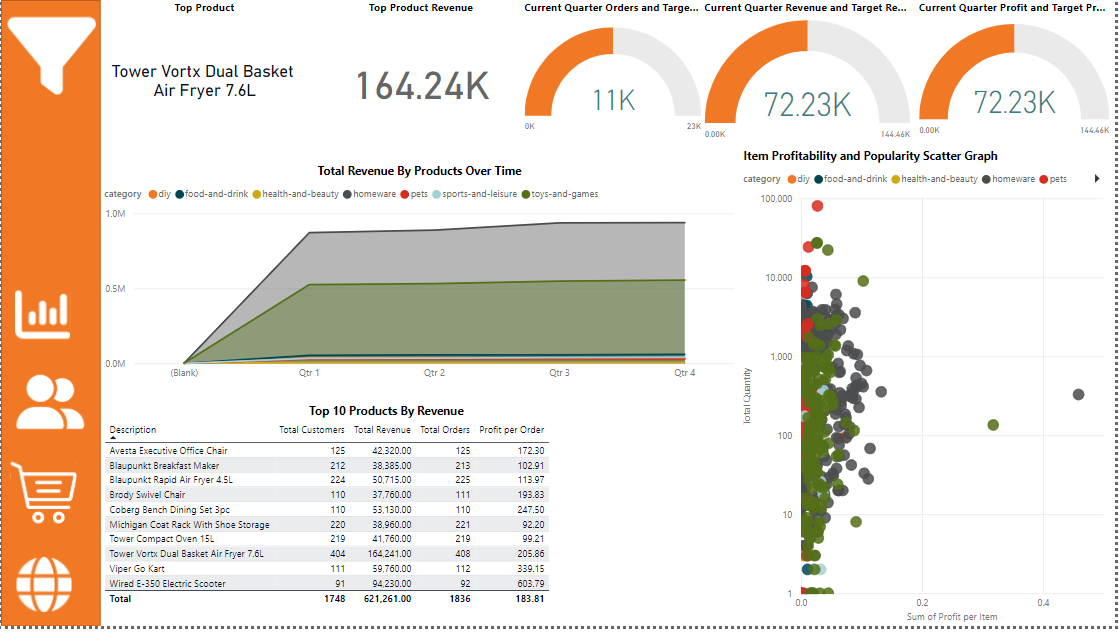 Top Product
Top Product Revenue
Current Quarter Orders and Targe...
Current Quarter Revenue and Target Re...
Current Quarter Profit and Target Pr...
Tower Vortx Dual Basket
Air Fryer 7.6L
164.24K
11K
0K
23K
72.23K
0.00K
144.46K
72.23K
0.00K
144.46K
Total Revenue By Products Over Time
category diy food-and-drink health-and-beauty homeware pets sports-and-leisure toys-and-games
1.0M
0.5M
0.0M
(Blank) Qtr 1 Qtr 2 Qtr 3 Qtr 4
Item Profitability and Popularity Scatter Graph
category diy food-and-drink health-and-beauty homeware pets
Total Quantity
100,000
10,000
1,000
100
10
1
0.0 0.2 0.4
Sum of Profit per Item
Top 10 Products By Revenue
Description Total Customers Total Revenue Total Orders Profit per Order
Avesta Executive Office Chair 125 42,320.00 125 172.30
Blaupunkt Breakfast Maker 212 38,385.00 213 102.91
Blaupunkt Rapid Air Fryer 4.5L 224 50,715.00 225 113.97
Brody Swivel Chair 110 37,760.00 111 193.83
Coberg Bench Dining Set 3pc 110 53,130.00 110 247.50
Michigan Coat Rack With Shoe Storage 220 38,960.00 221 92.20
Tower Compact Oven 15L 219 41,760.00 219 99.21
Tower Vortx Dual Basket Air Fryer 7.6L 404 164,241.00 408 205.86
Viper Go Kart 111 59,760.00 112 339.15
Wired E-350 Electric Scooter 91 94,230.00 92 603.79
Total 1748 621,261.00 1836 183.81